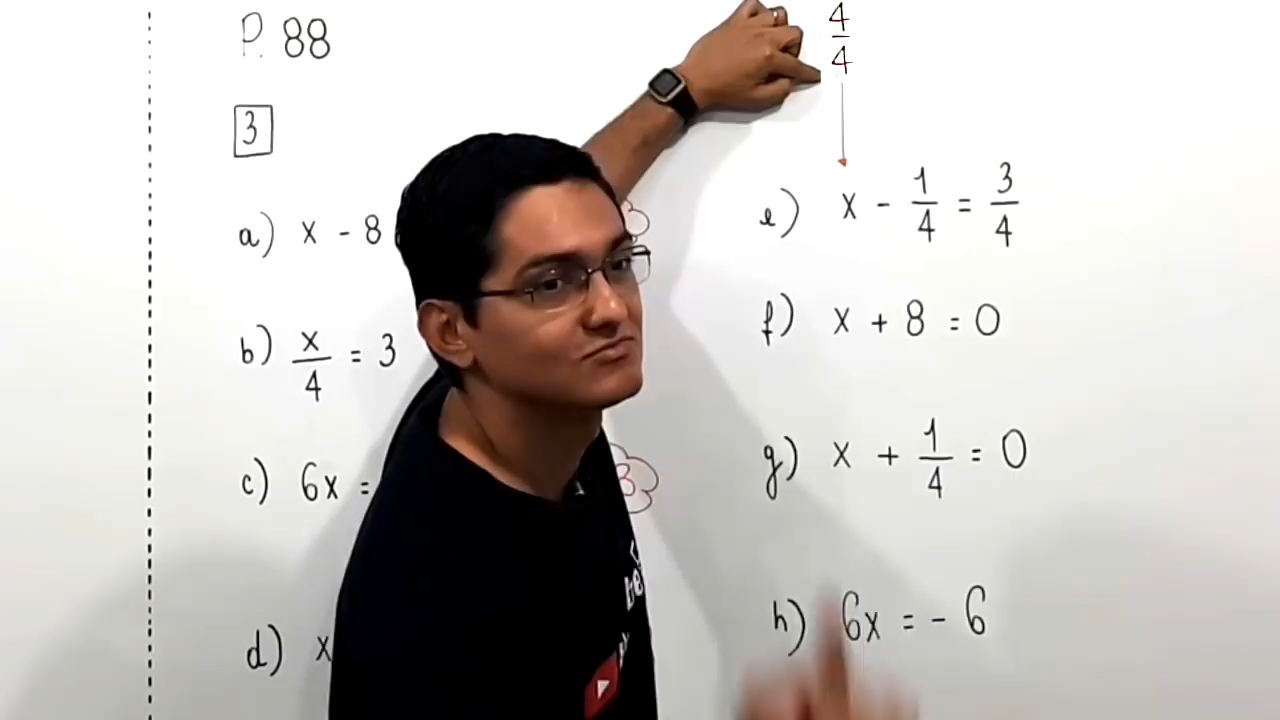 P. 88
3
a) x - 8
b) x/4 = 3
c) 6x =
3
d) x
4/4
e) x - 1/4 = 3/4
f) x + 8 = 0
g) x + 1/4 = 0
h) 6x = - 6